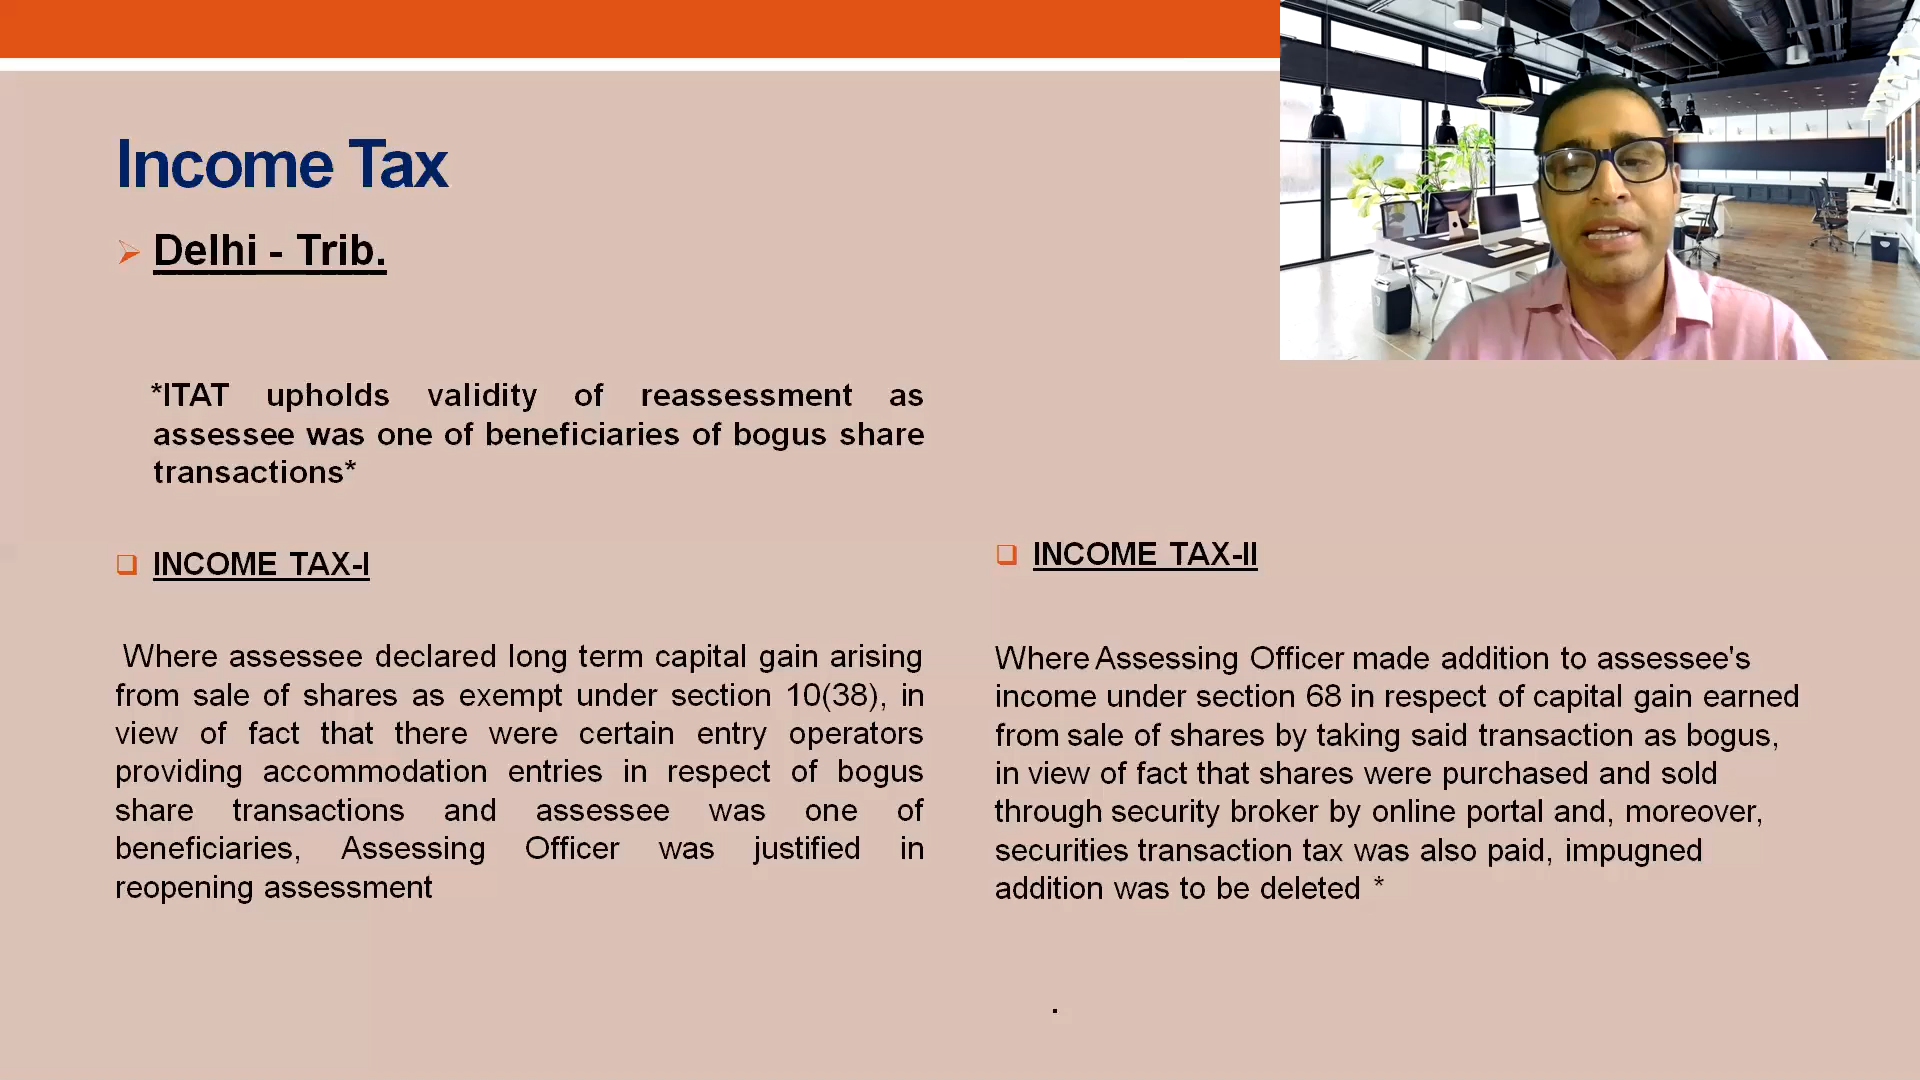 Income Tax
Delhi - Trib.
*ITAT upholds validity of reassessment as
assessee was one of beneficiaries of bogus share
transactions*
INCOME TAX-I
Where assessee declared long term capital gain arising
from sale of shares as exempt under section 10(38), in
view of fact that there were certain entry operators
providing accommodation entries in respect of bogus
share transactions and assessee was one of
beneficiaries, Assessing Officer was justified in
reopening assessment
INCOME TAX-II
Where Assessing Officer made addition to assessee's
income under section 68 in respect of capital gain earned
from sale of shares by taking said transaction as bogus,
in view of fact that shares were purchased and sold
through security broker by online portal and, moreover,
securities transaction tax was also paid, impugned
addition was to be deleted *
.